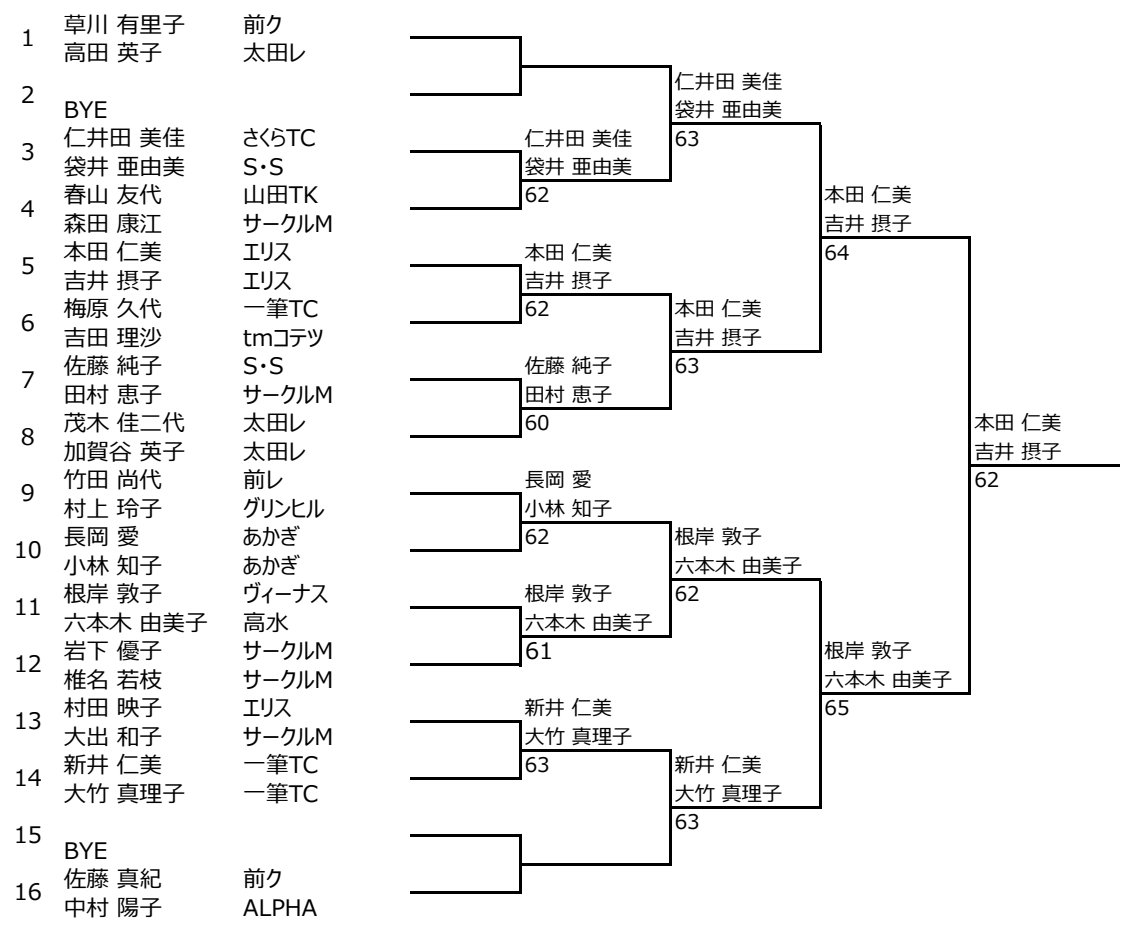 1 草川 有里子 前ク
高田 英子 太田レ
2
BYE
3 仁井田 美佳 さくらTC
袋井 亜由美 S・S
4 春山 友代 山田TK
森田 康江 サークルM
5 本田 仁美 エリス
吉井 摂子 エリス
6 梅原 久代 一筆TC
吉田 理沙 tmコテツ
7 佐藤 純子 S・S
田村 恵子 サークルM
8 茂木 佳二代 太田レ
加賀谷 英子 太田レ
9 竹田 尚代 前レ
村上 玲子 グリンヒル
10 長岡 愛 あかぎ
小林 知子 あかぎ
11 根岸 敦子 ヴィーナス
六本木 由美子 高水
12 岩下 優子 サークルM
椎名 若枝 サークルM
13 村田 映子 エリス
大出 和子 サークルM
14 新井 仁美 一筆TC
大竹 真理子 一筆TC
15
BYE
16 佐藤 真紀 前ク
中村 陽子 ALPHA
仁井田 美佳
袋井 亜由美
62
本田 仁美
吉井 摂子
62
佐藤 純子
田村 恵子
60
長岡 愛
小林 知子
62
根岸 敦子
六本木 由美子
61
新井 仁美
大竹 真理子
63
仁井田 美佳
袋井 亜由美
63
本田 仁美
吉井 摂子
63
根岸 敦子
六本木 由美子
62
新井 仁美
大竹 真理子
63
本田 仁美
吉井 摂子
64
根岸 敦子
六本木 由美子
65
本田 仁美
吉井 摂子
62